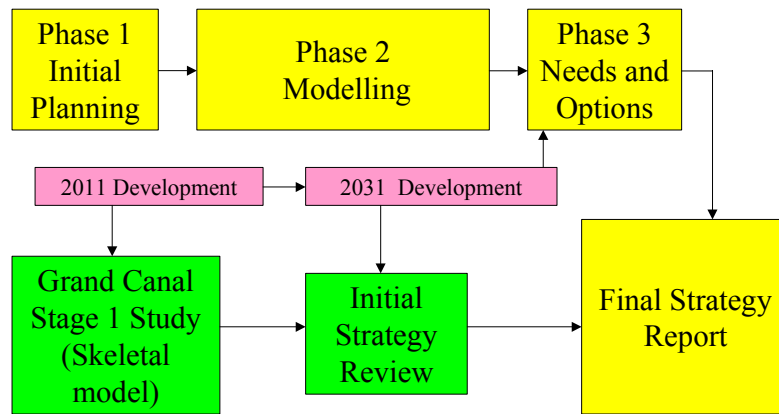 Phase 1
Initial
Planning
Phase 2
Modelling
Phase 3
Needs and
Options
2011 Development
2031 Development
Grand Canal
Stage 1 Study
(Skeletal
model)
Initial
Strategy
Review
Final Strategy
Report